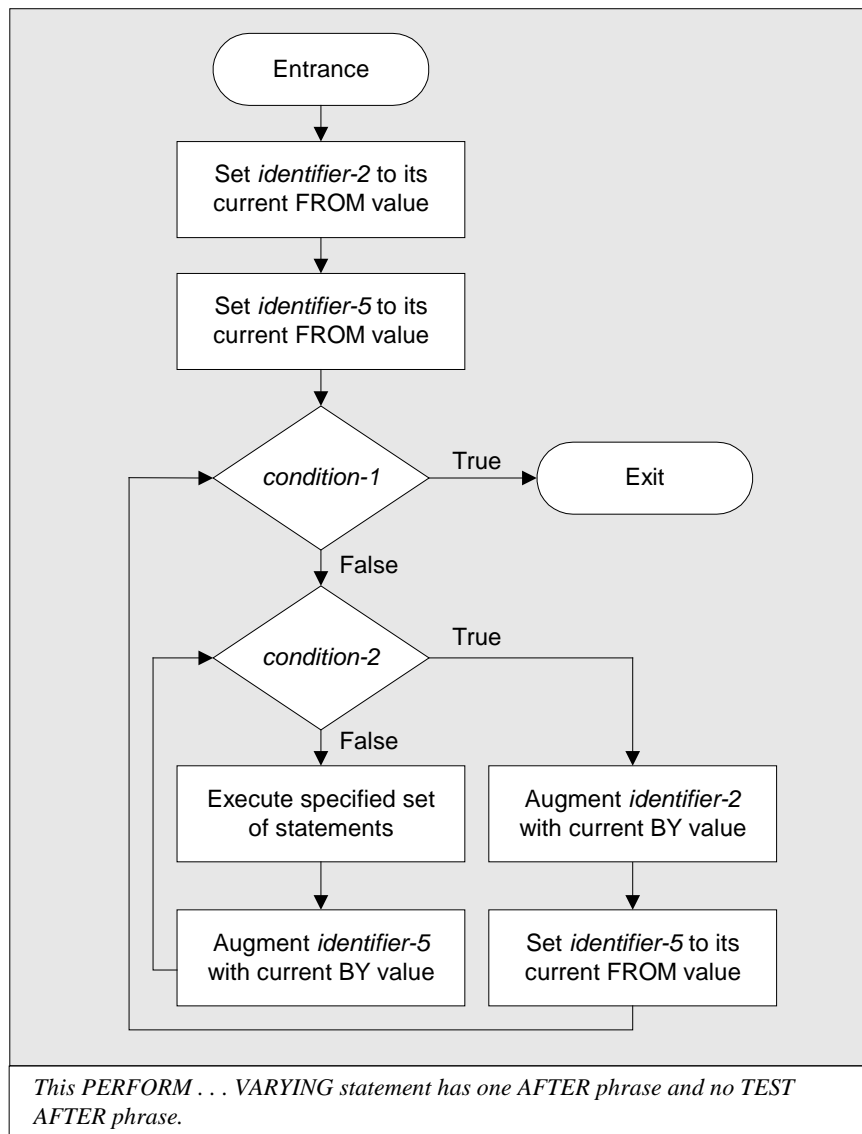 Entrance
Set identifier-2 to its
current FROM value
Set identifier-5 to its
current FROM value
condition-1
True
Exit
False
condition-2
True
False
Execute specified set
of statements
Augment identifier-2
with current BY value
Augment identifier-5
with current BY value
Set identifier-5 to its
current FROM value
This PERFORM . . . VARYING statement has one AFTER phrase and no TEST
AFTER phrase.